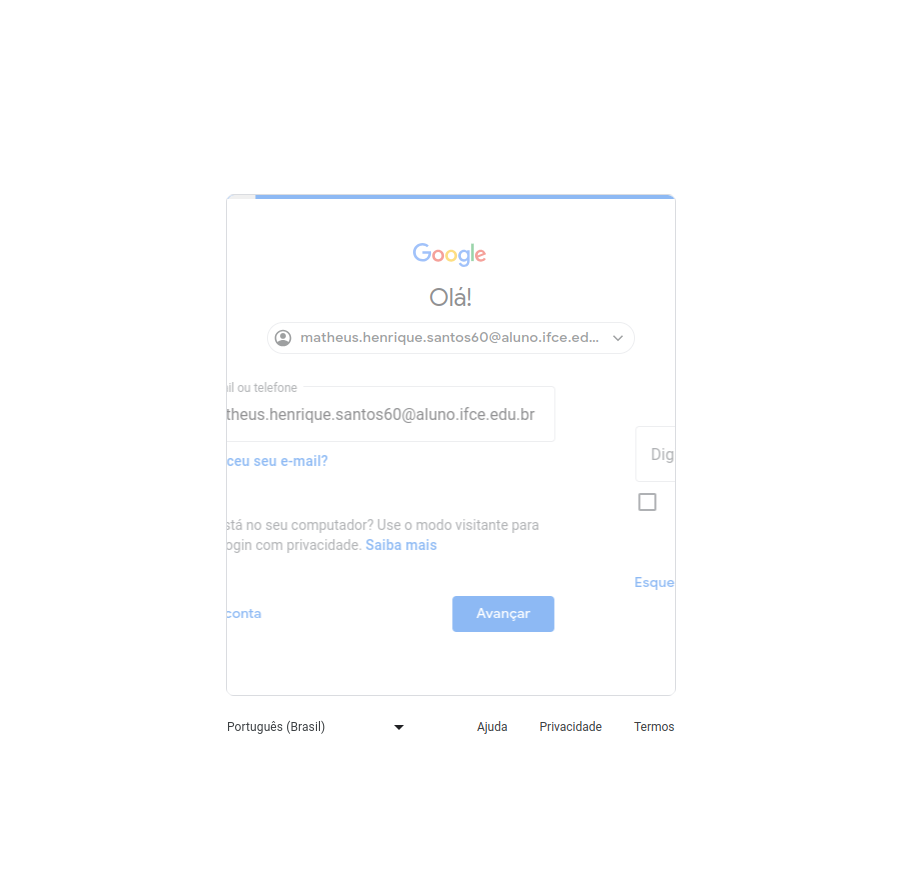 Google
Olá!
matheus.henrique.santos60@aluno.ifce.ed...
il ou telefone
theus.henrique.santos60@aluno.ifce.edu.br
Dig
ceu seu e-mail?
stá no seu computador? Use o modo visitante para
ogin com privacidade. Saiba mais
Esque
conta
Avançar
Português (Brasil)
Ajuda
Privacidade
Termos